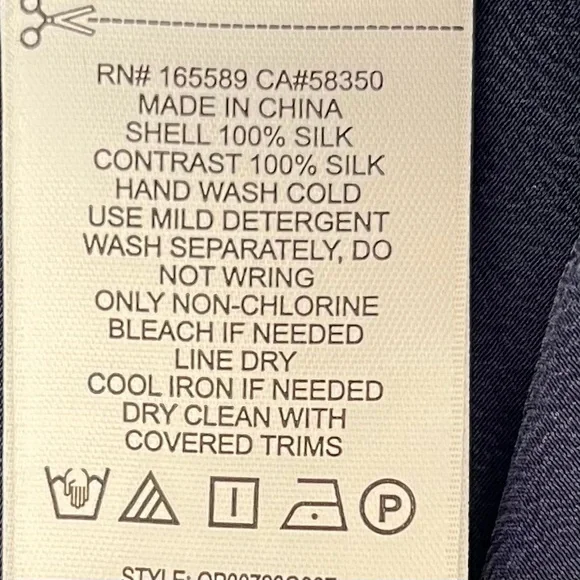 RN# 165589 CA#58350
MADE IN CHINA
SHELL 100% SILK
CONTRAST 100% SILK
HAND WASH COLD
USE MILD DETERGENT
WASH SEPARATELY, DO
NOT WRING
ONLY NON-CHLORINE
BLEACH IF NEEDED
LINE DRY
COOL IRON IF NEEDED
DRY CLEAN WITH
COVERED TRIMS
P
STYLE: